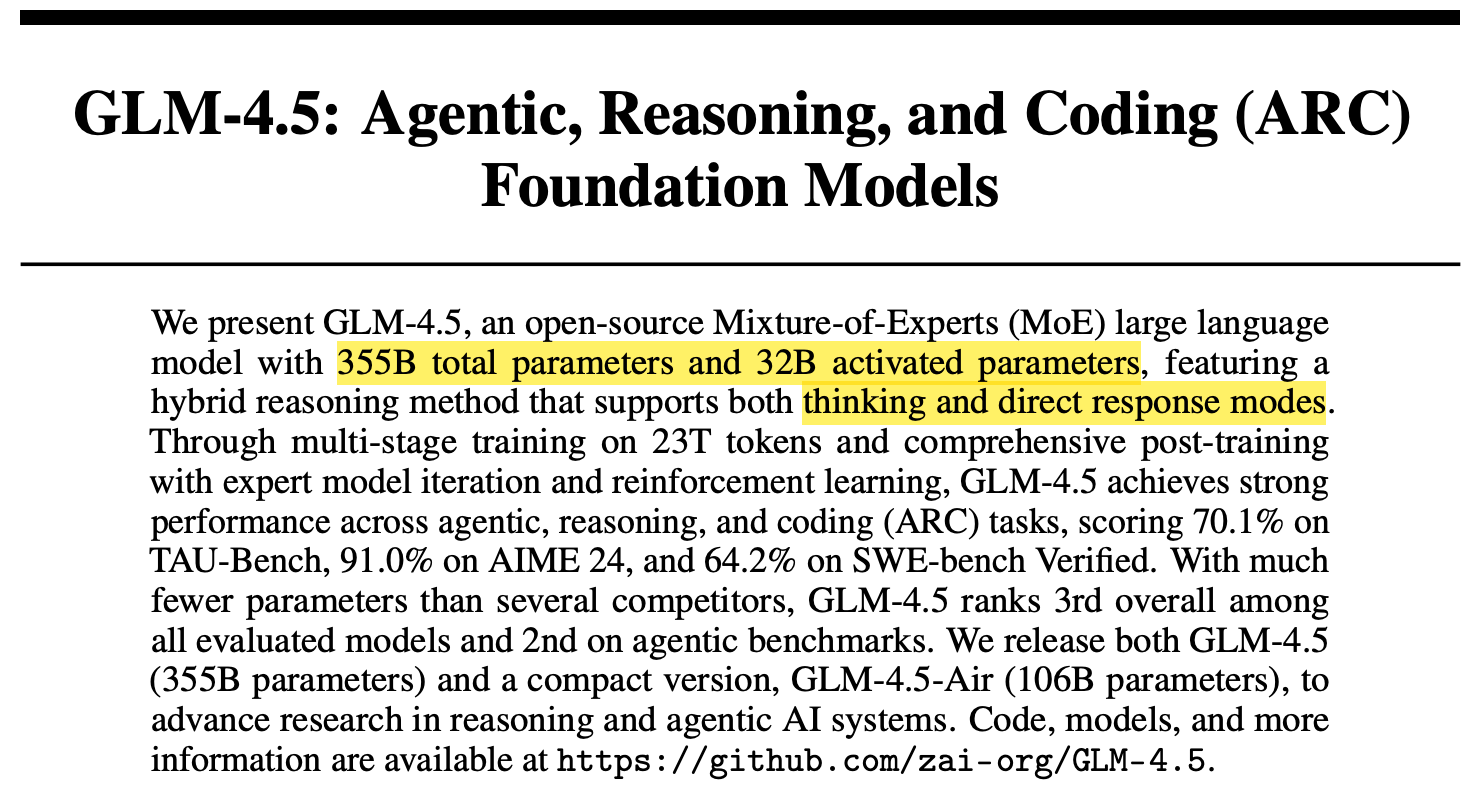 GLM-4.5: Agentic, Reasoning, and Coding (ARC)
Foundation Models
We present GLM-4.5, an open-source Mixture-of-Experts (MoE) large language
model with 355B total parameters and 32B activated parameters, featuring a
hybrid reasoning method that supports both thinking and direct response modes.
Through multi-stage training on 23T tokens and comprehensive post-training
with expert model iteration and reinforcement learning, GLM-4.5 achieves strong
performance across agentic, reasoning, and coding (ARC) tasks, scoring 70.1% on
TAU-Bench, 91.0% on AIME 24, and 64.2% on SWE-bench Verified. With much
fewer parameters than several competitors, GLM-4.5 ranks 3rd overall among
all evaluated models and 2nd on agentic benchmarks. We release both GLM-4.5
(355B parameters) and a compact version, GLM-4.5-Air (106B parameters), to
advance research in reasoning and agentic AI systems. Code, models, and more
information are available at https://github.com/zai-org/GLM-4.5.